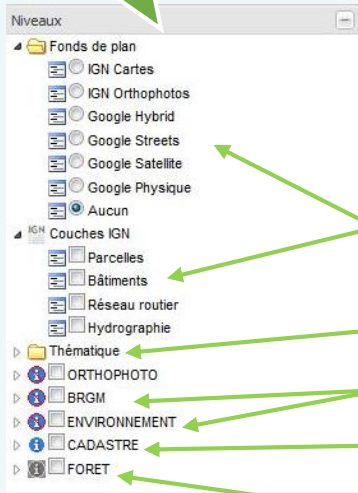 Niveaux
Fonds de plan
IGN Cartes
IGN Orthophotos
Google Hybrid
Google Streets
Google Satellite
Google Physique
Aucun
IGN Couches IGN
Parcelles
Bâtiments
Réseau routier
Hydrographie
Thématique
ORTHOPHOTO
BRGM
ENVIRONNEMENT
CADASTRE
FORET